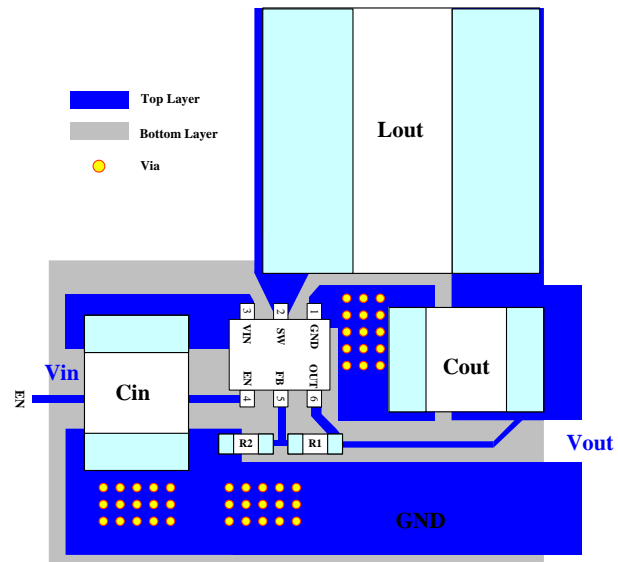 Top Layer
Bottom Layer
Via
Lout
3 2 1
VIN SW GND
EN FB OUT
4 5 6
Vin
EN
Cin
Cout
R2
R1
Vout
GND